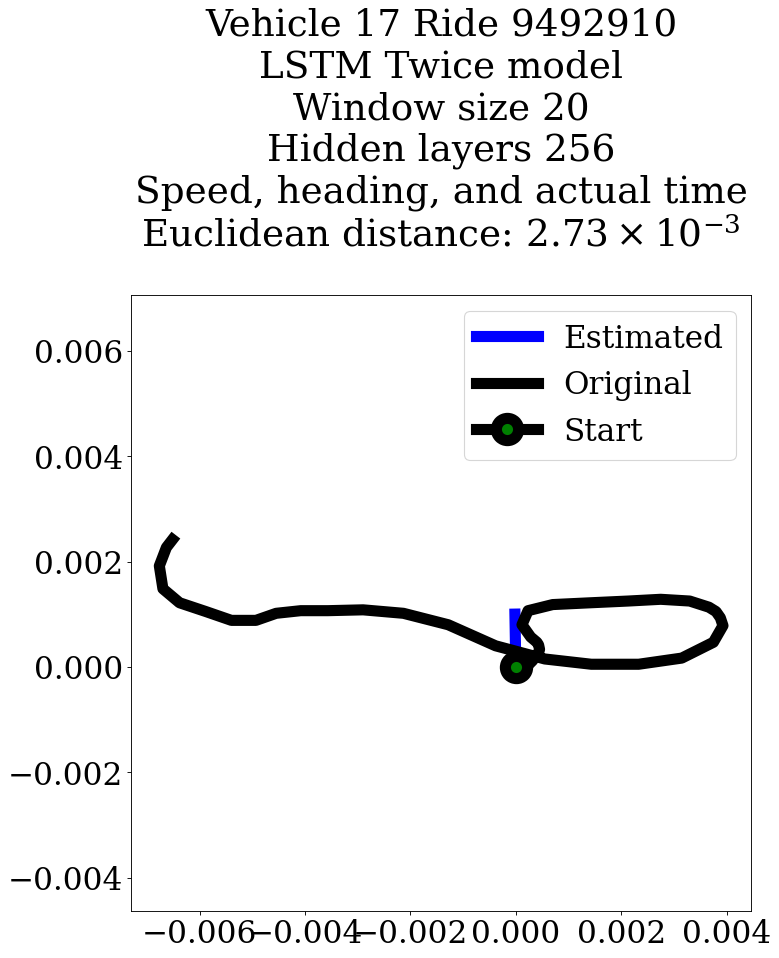 Vehicle 17 Ride 9492910
LSTM Twice model
Window size 20
Hidden layers 256
Speed, heading, and actual time
Euclidean distance: 2.73 × 10⁻³
Estimated
Original
Start
0.006
0.004
0.002
0.000
−0.002
−0.004
−0.006 −0.004 −0.002 0.000 0.002 0.004